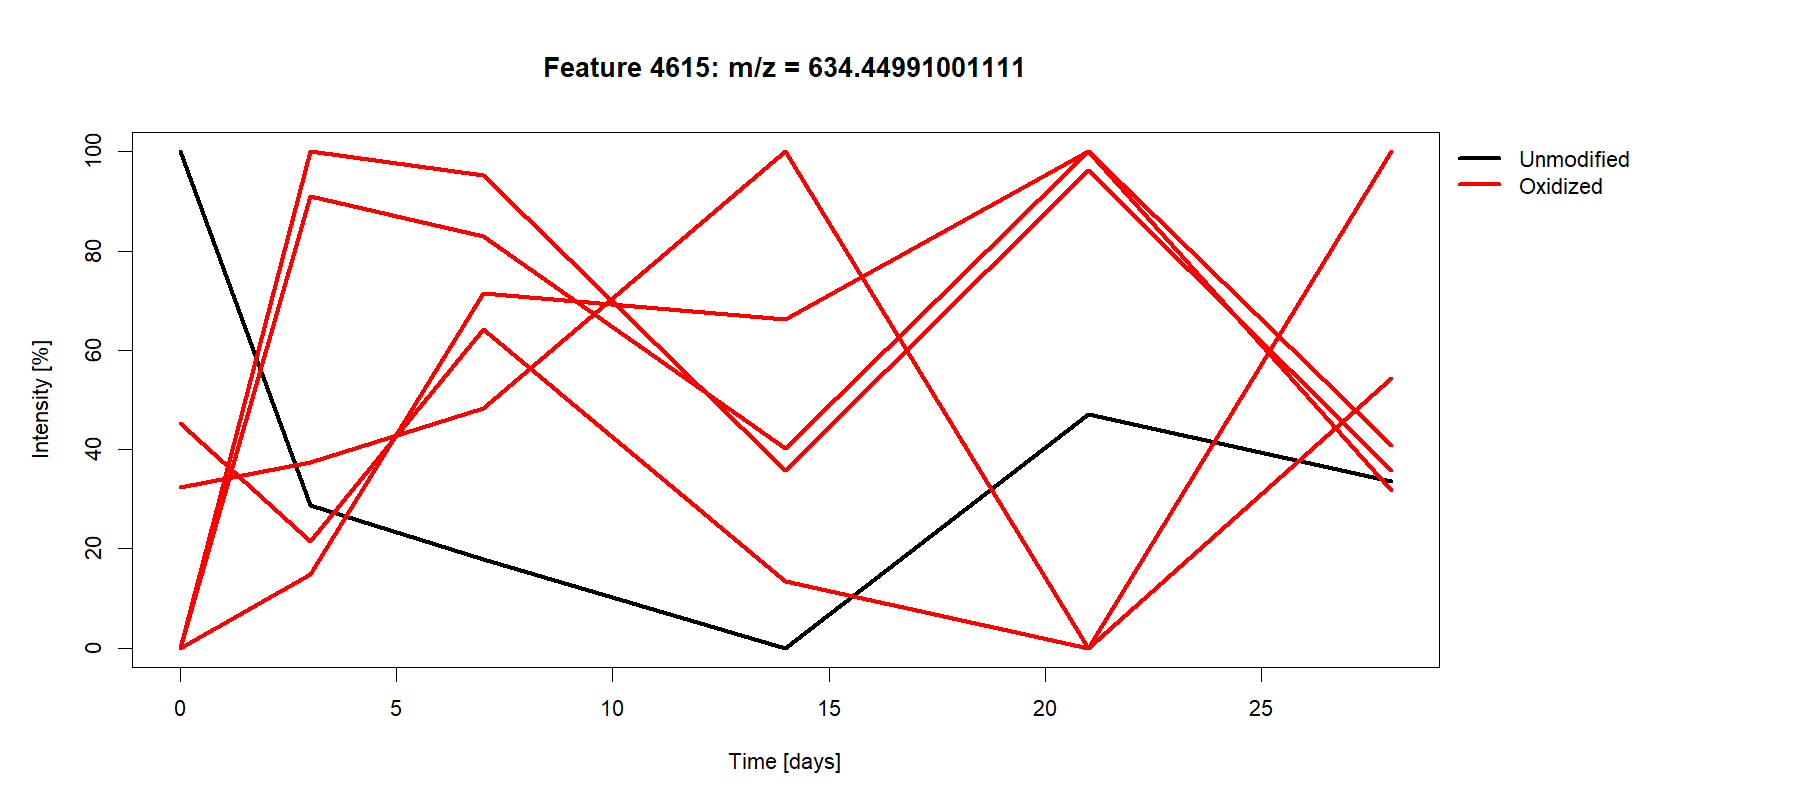 Feature 4615: m/z = 634.44991001111
Unmodified
Oxidized
Intensity [%]
100
80
60
40
20
0
0 5 10 15 20 25
Time [days]